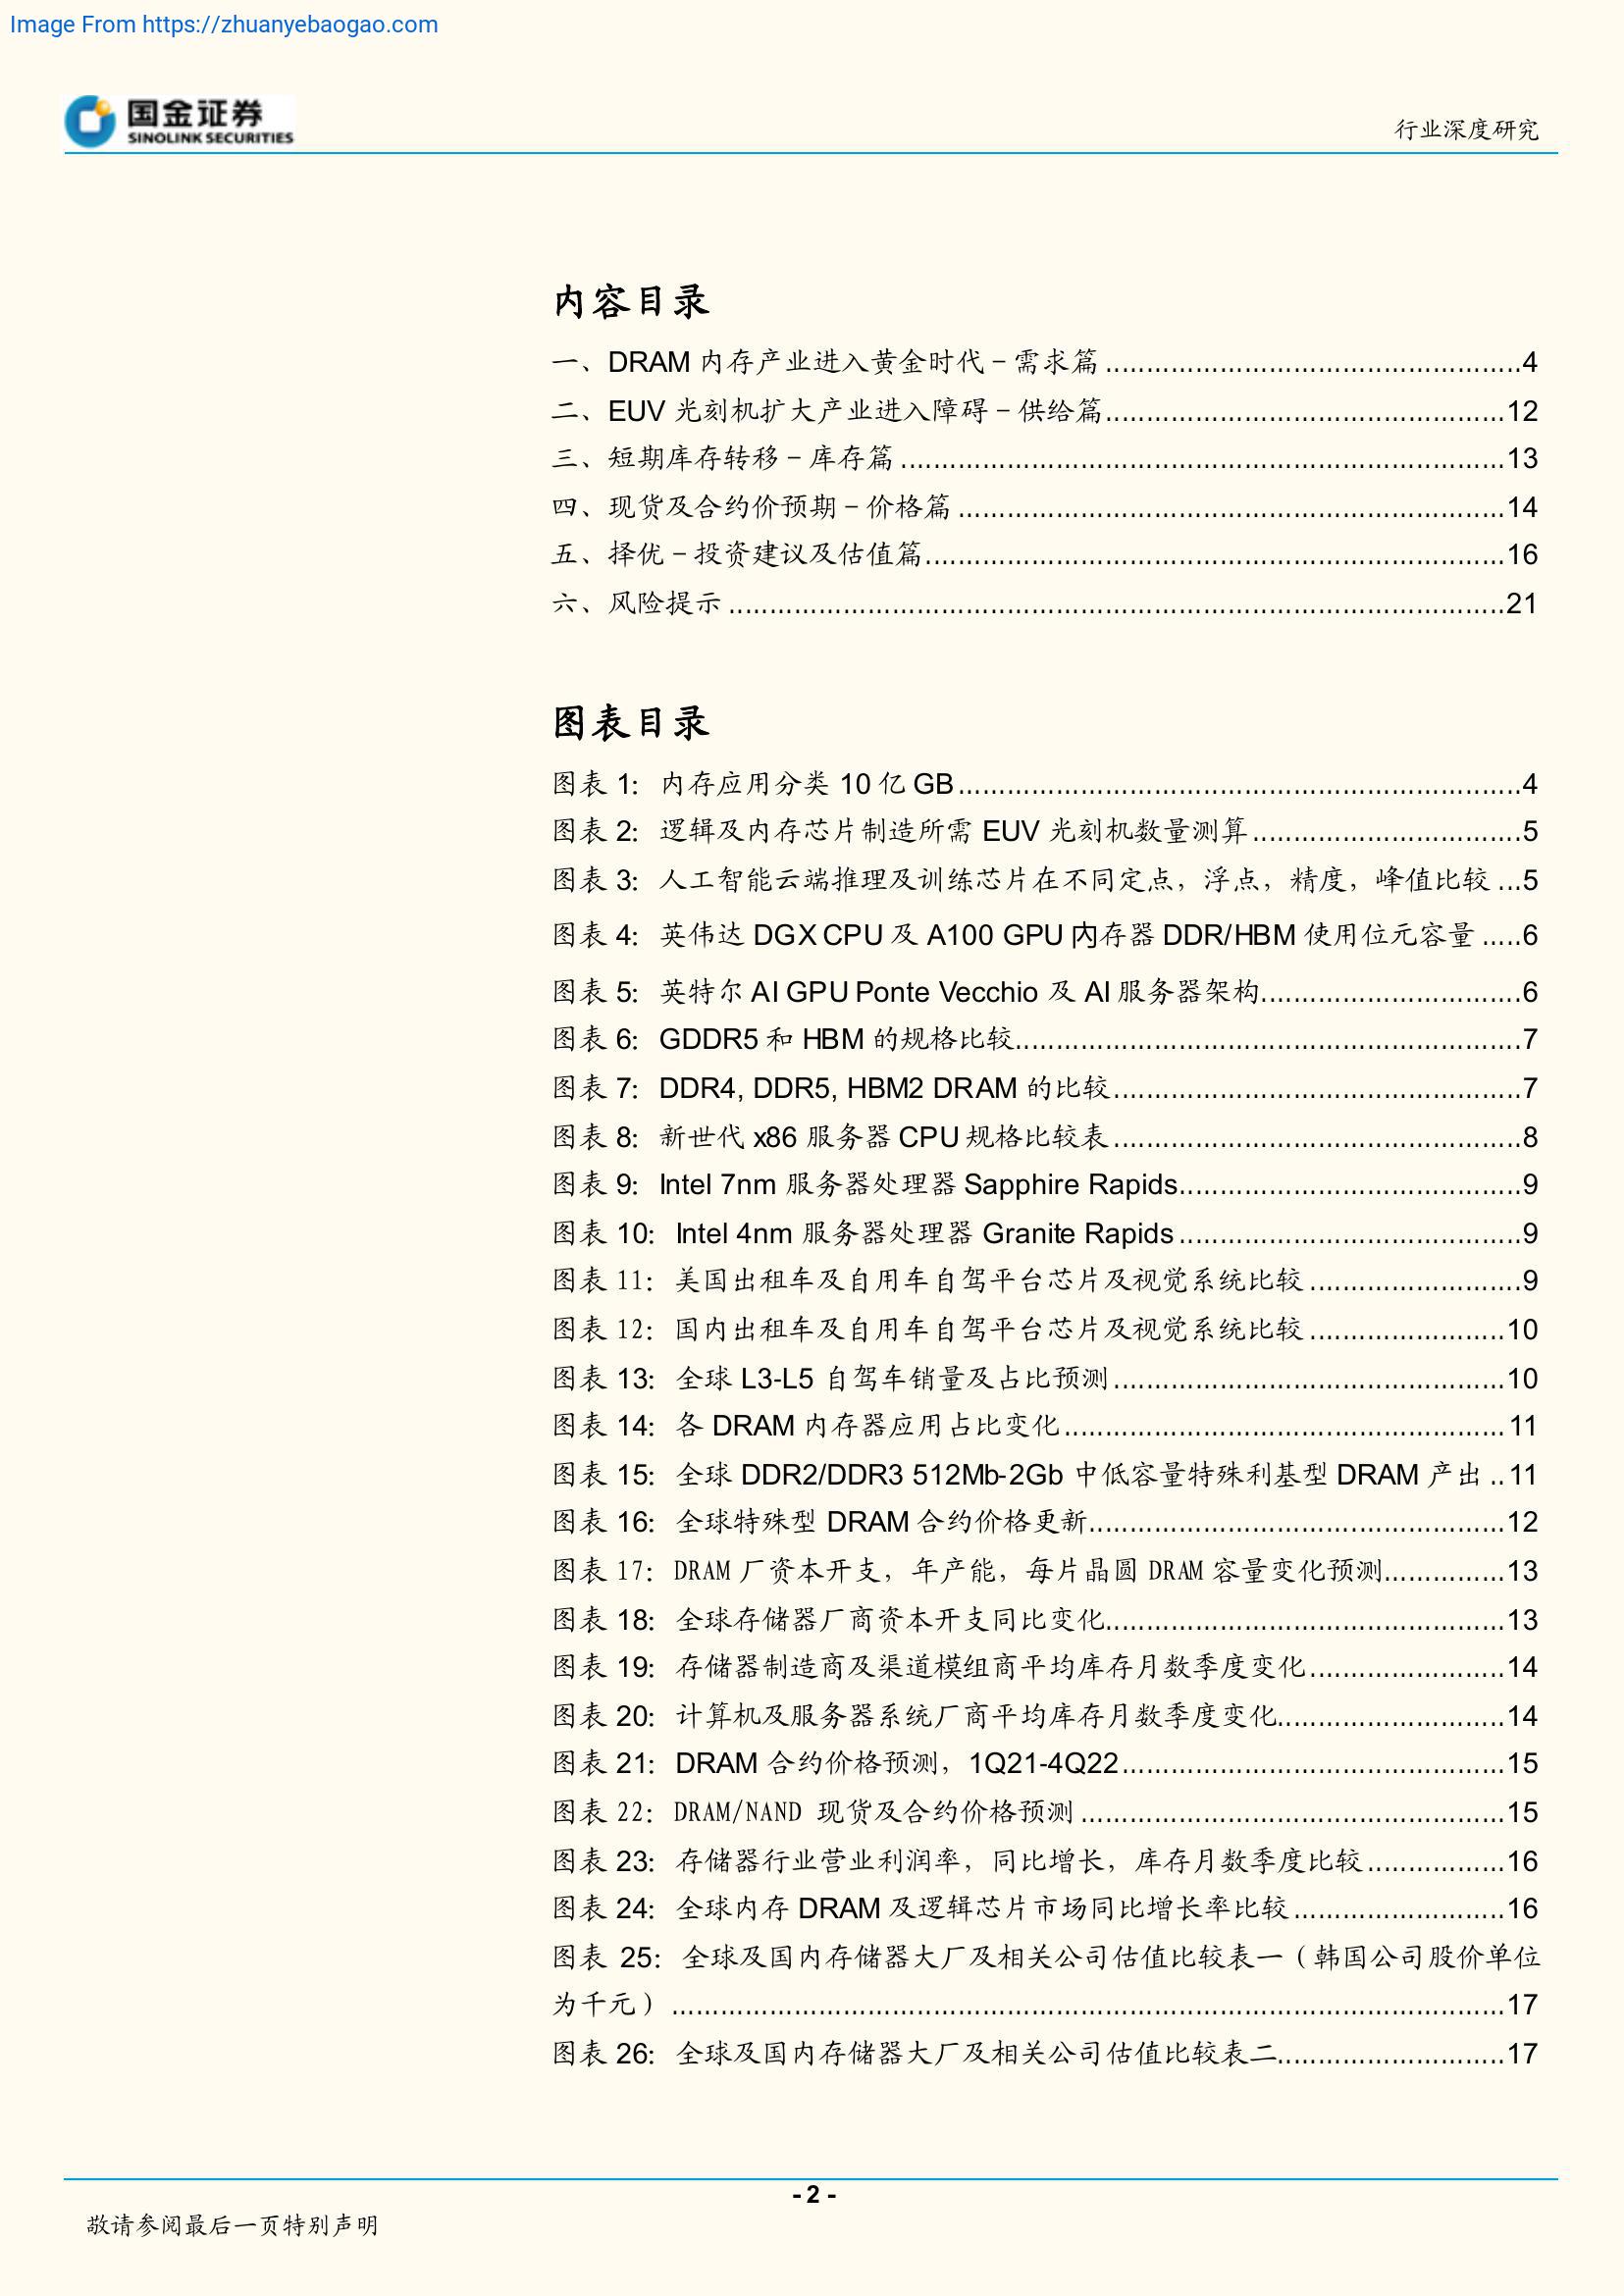 Image From https://zhuanyebaogao.com
国金证券
SINOLINK SECURITIES
行业深度研究
内容目录
一、DRAM 内存产业进入黄金时代－需求篇 ..................................................4
二、EUV 光刻机扩大产业进入障碍－供给篇................................................12
三、短期库存转移－库存篇 .........................................................................13
四、现货及合约价预期－价格篇 ..................................................................14
五、择优－投资建议及估值篇......................................................................16
六、风险提示 ..............................................................................................21
图表目录
图表 1：内存应用分类 10 亿 GB....................................................................4
图表 2：逻辑及内存芯片制造所需 EUV 光刻机数量测算................................5
图表 3：人工智能云端推理及训练芯片在不同定点，浮点，精度，峰值比较 ...5
图表 4：英伟达 DGX CPU 及 A100 GPU 内存器 DDR/HBM 使用位元容量 .....6
图表 5：英特尔 AI GPU Ponte Vecchio 及 AI 服务器架构...............................6
图表 6：GDDR5 和 HBM 的规格比较.............................................................7
图表 7：DDR4, DDR5, HBM2 DRAM 的比较.................................................7
图表 8：新世代 x86 服务器 CPU 规格比较表.................................................8
图表 9：Intel 7nm 服务器处理器 Sapphire Rapids.........................................9
图表 10：Intel 4nm 服务器处理器 Granite Rapids.........................................9
图表 11：美国出租车及自用车自驾平台芯片及视觉系统比较 .........................9
图表 12：国内出租车及自用车自驾平台芯片及视觉系统比较 .......................10
图表 13：全球 L3-L5 自驾车销量及占比预测...............................................10
图表 14：各 DRAM 内存器应用占比变化.....................................................11
图表 15：全球 DDR2/DDR3 512Mb-2Gb 中低容量特殊利基型 DRAM 产出 ..11
图表 16：全球特殊型 DRAM 合约价格更新..................................................12
图表 17：DRAM 厂资本开支，年产能，每片晶圆 DRAM 容量变化预测...............13
图表 18：全球存储器厂商资本开支同比变化................................................13
图表 19：存储器制造商及渠道模组商平均库存月数季度变化.......................14
图表 20：计算机及服务器系统厂商平均库存月数季度变化...........................14
图表 21：DRAM 合约价格预测，1Q21-4Q22..............................................15
图表 22：DRAM/NAND 现货及合约价格预测 ...................................................15
图表 23：存储器行业营业利润率，同比增长，库存月数季度比较.................16
图表 24：全球内存 DRAM 及逻辑芯片市场同比增长率比较.........................16
图表 25：全球及国内存储器大厂及相关公司估值比较表一（韩国公司股价单位
为千元） .....................................................................................................17
图表 26：全球及国内存储器大厂及相关公司估值比较表二...........................17
- 2 -
敬请参阅最后一页特别声明